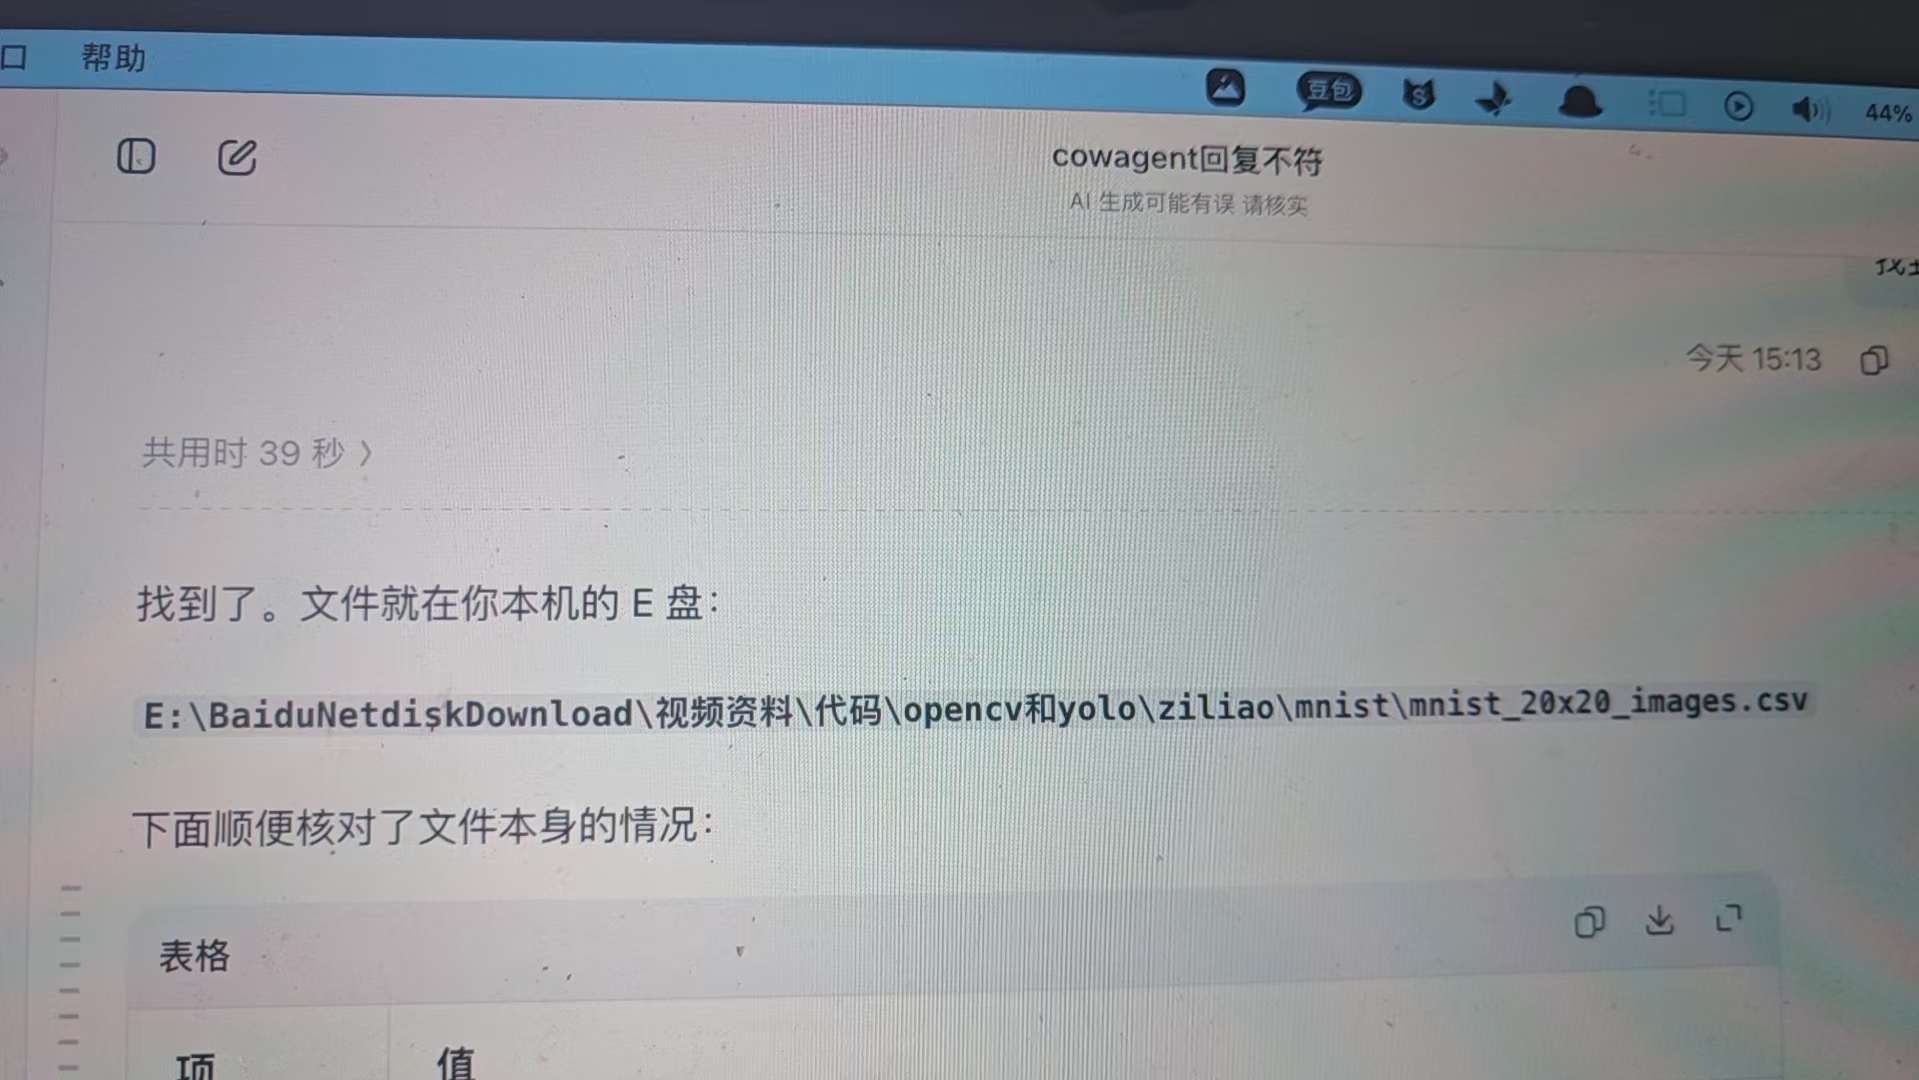 口 帮助
豆包
S
44%
cowagent回复不符
AI 生成可能有误 请核实
今天 15:13
共用时 39 秒 〉
找到了。文件就在你本机的 E 盘：
E:\BaiduNetdiskDownload\视频资料\代码\opencv和yolo\ziliao\mnist\mnist_20x20_images.csv
下面顺便核对了文件本身的情况：
表格
项 值